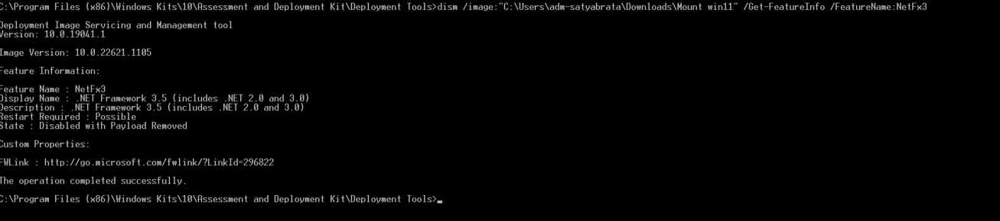 C:\Program Files (x86)\Windows Kits\10\Assessment and Deployment Kit\Deployment Tools>dism /image:"C:\Users\adm-satyabrata\Downloads\Mount win11" /Get-FeatureInfo /FeatureName:NetFx3
Deployment Image Servicing and Management tool
Version: 10.0.19041.1
Image Version: 10.0.22621.1105
Feature Information:
Feature Name : NetFx3
Display Name : .NET Framework 3.5 (includes .NET 2.0 and 3.0)
Description : .NET Framework 3.5 (includes .NET 2.0 and 3.0)
Restart Required : Possible
State : Disabled with Payload Removed
Custom Properties:
FWLink : http://go.microsoft.com/fwlink/?LinkId=296822
The operation completed successfully.
C:\Program Files (x86)\Windows Kits\10\Assessment and Deployment Kit\Deployment Tools>